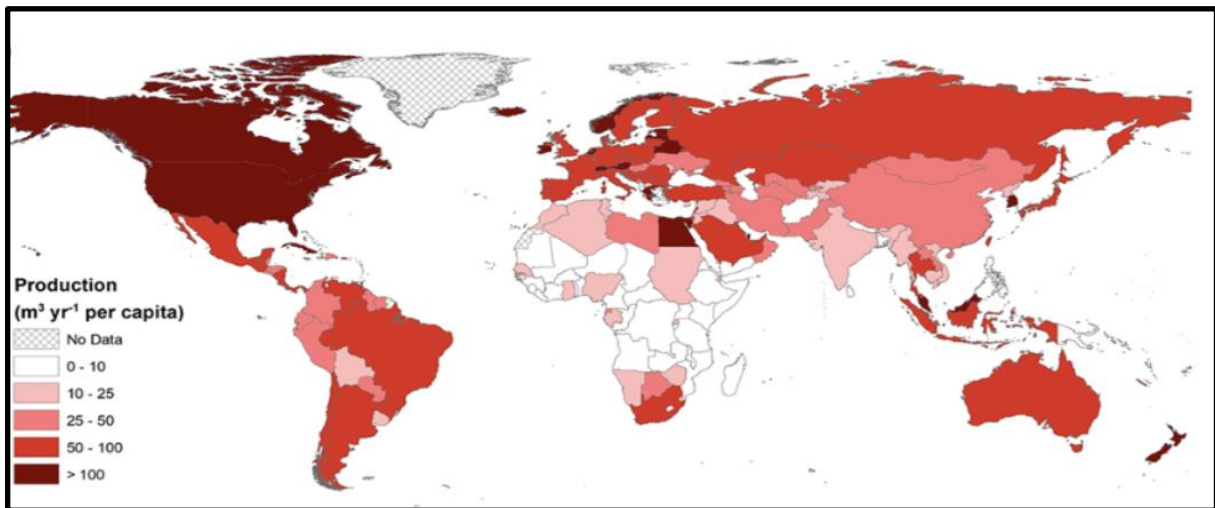 Production
(m³ yr⁻¹ per capita)
No Data
0 - 10
10 - 25
25 - 50
50 - 100
> 100